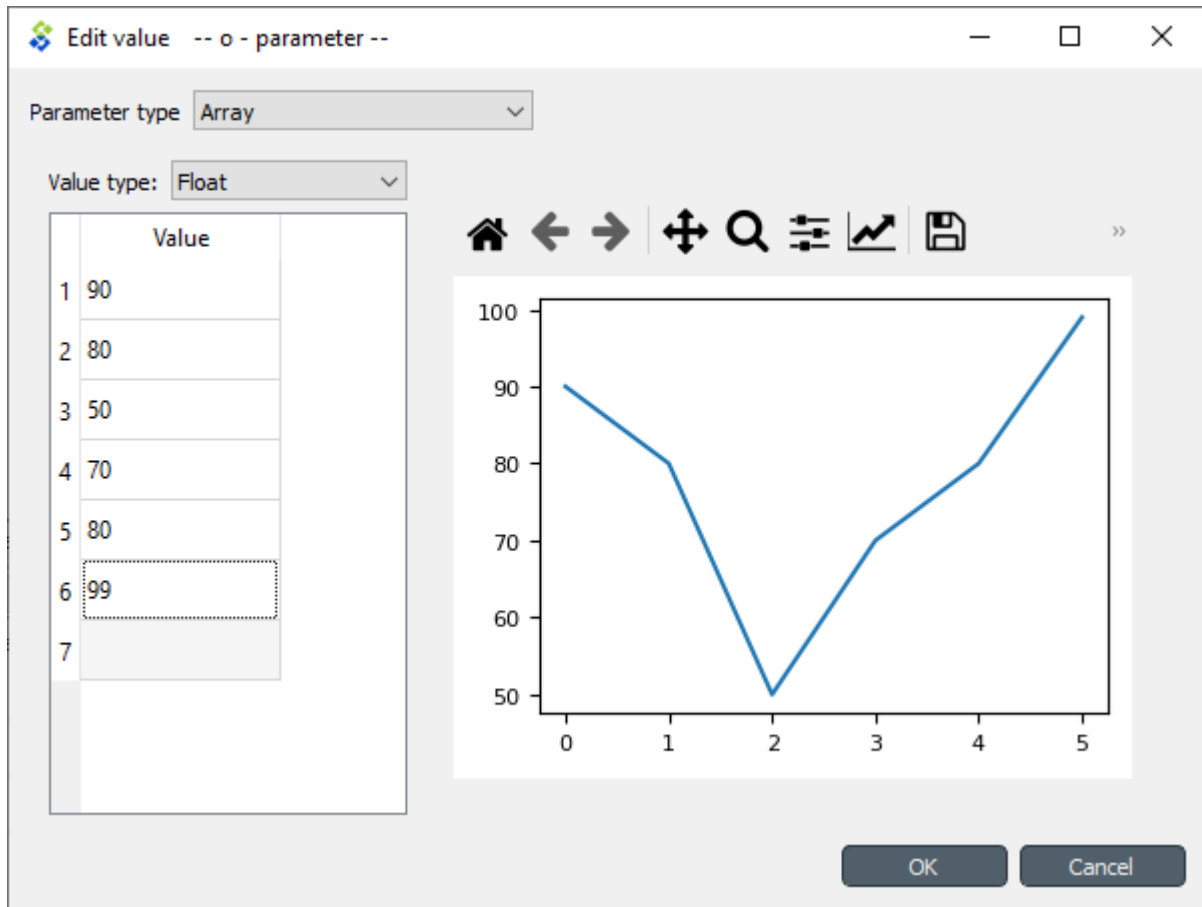 Edit value -- o - parameter --
Parameter type Array
Value type: Float
Value
1 90
2 80
3 50
4 70
5 80
6 99
7
»
100
90
80
70
60
50
0 1 2 3 4 5
OK Cancel